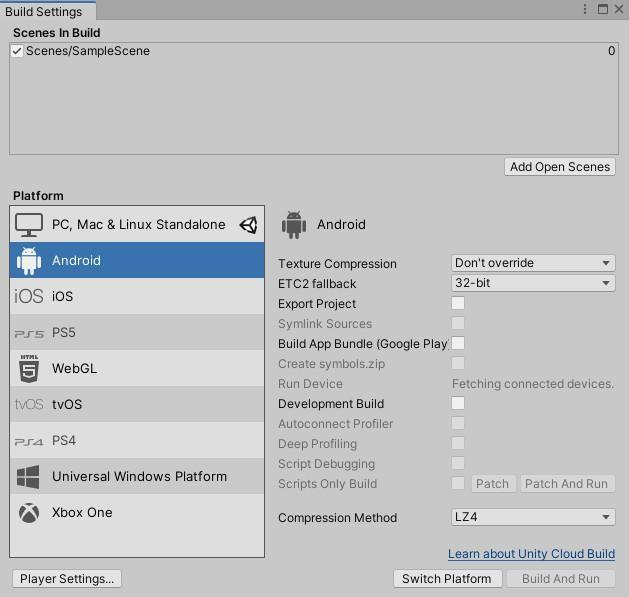 Build Settings
Scenes In Build
Scenes/SampleScene 0
Add Open Scenes
Platform
PC, Mac & Linux Standalone
Android
iOS iOS
PS5 PS5
HTML 5 WebGL
tvOS tvOS
PS4 PS4
Universal Windows Platform
Xbox One
Android
Texture Compression Don't override
ETC2 fallback 32-bit
Export Project
Symlink Sources
Build App Bundle (Google Play
Create symbols.zip
Run Device Fetching connected devices.
Development Build
Autoconnect Profiler
Deep Profiling
Script Debugging
Scripts Only Build Patch Patch And Run
Compression Method LZ4
Learn about Unity Cloud Build
Player Settings... Switch Platform Build And Run